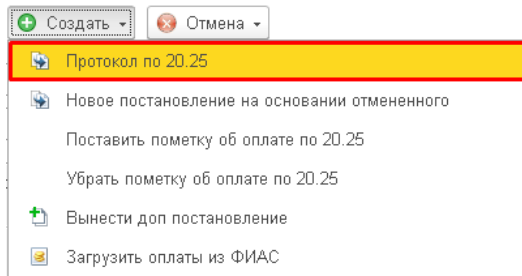 Создать Отмена
Протокол по 20.25
Новое постановление на основании отмененного
Поставить пометку об оплате по 20.25
Убрать пометку об оплате по 20.25
Вынести доп постановление
Загрузить оплаты из ФИАС